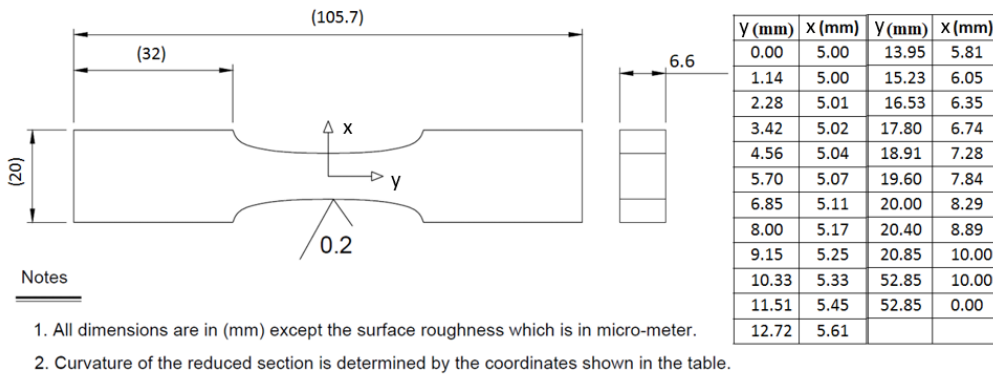 (105.7)
(32)
6.6
(20)
x
y
0.2
Notes
1. All dimensions are in (mm) except the surface roughness which is in micro-meter.
2. Curvature of the reduced section is determined by the coordinates shown in the table.
y (mm) x (mm) y (mm) x (mm)
0.00 5.00 13.95 5.81
1.14 5.00 15.23 6.05
2.28 5.01 16.53 6.35
3.42 5.02 17.80 6.74
4.56 5.04 18.91 7.28
5.70 5.07 19.60 7.84
6.85 5.11 20.00 8.29
8.00 5.17 20.40 8.89
9.15 5.25 20.85 10.00
10.33 5.33 52.85 10.00
11.51 5.45 52.85 0.00
12.72 5.61